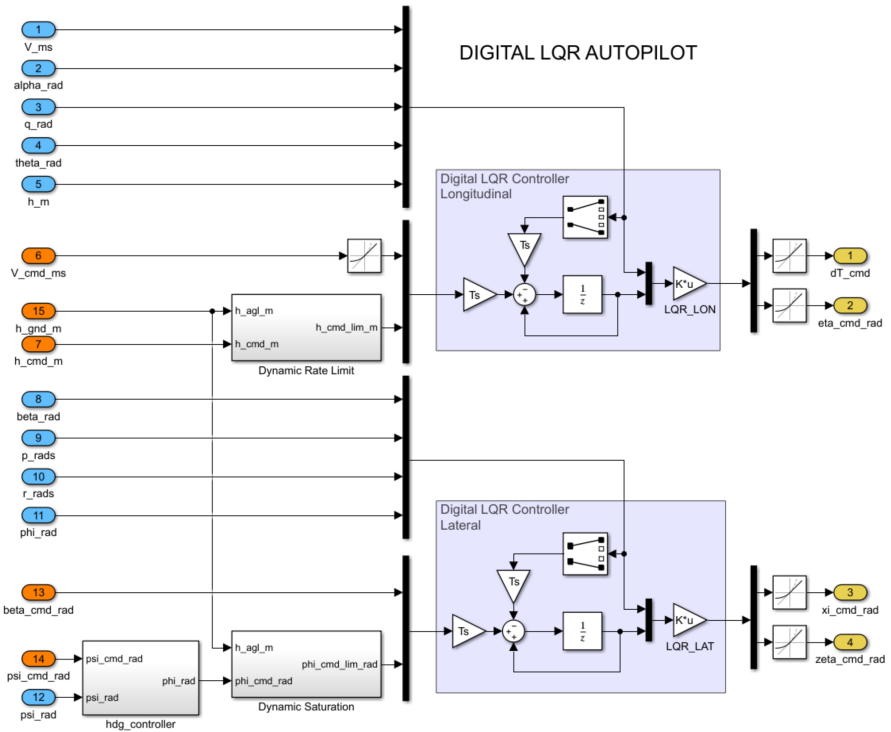 DIGITAL LQR AUTOPILOT
1
V_ms
2
alpha_rad
3
q_rad
4
theta_rad
5
h_m
Digital LQR Controller
Longitudinal
6
V_cmd_ms
15
h_gnd_m
7
h_cmd_m
h_agl_m
h_cmd_m
h_cmd_lim_m
Dynamic Rate Limit
Ts
Ts
− + +
1
z
K*u
LQR_LON
1
dT_cmd
2
eta_cmd_rad
8
beta_rad
9
p_rads
10
r_rads
11
phi_rad
Digital LQR Controller
Lateral
13
beta_cmd_rad
14
psi_cmd_rad
12
psi_rad
psi_cmd_rad
psi_rad
phi_rad
hdg_controller
h_agl_m
phi_cmd_rad
phi_cmd_lim_rad
Dynamic Saturation
Ts
Ts
− + +
1
z
K*u
LQR_LAT
3
xi_cmd_rad
4
zeta_cmd_rad